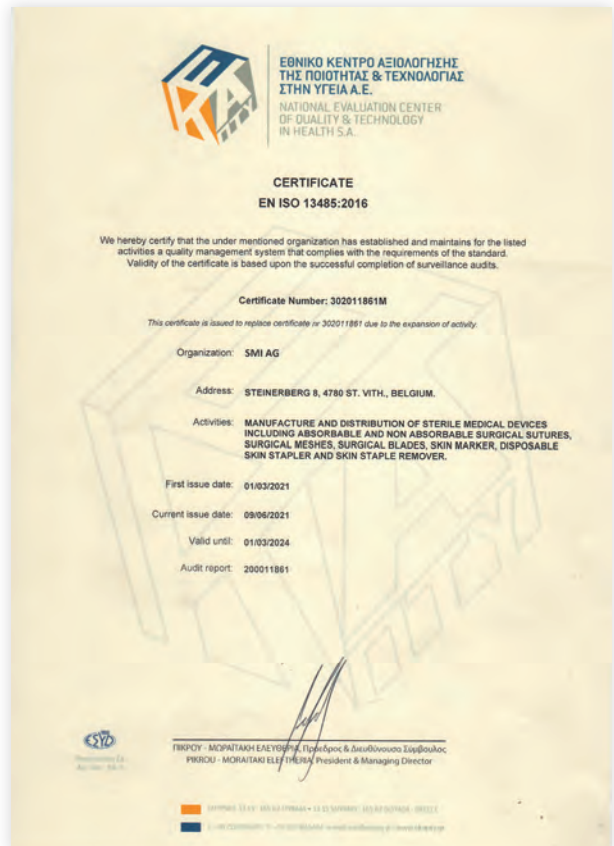 ΕΚΑΠΤΥ
ΕΘΝΙΚΟ ΚΕΝΤΡΟ ΑΞΙΟΛΟΓΗΣΗΣ
ΤΗΣ ΠΟΙΟΤΗΤΑΣ & ΤΕΧΝΟΛΟΓΙΑΣ
ΣΤΗΝ ΥΓΕΙΑ Α.Ε.
NATIONAL EVALUATION CENTER
OF QUALITY & TECHNOLOGY
IN HEALTH S.A.
CERTIFICATE
EN ISO 13485:2016
We hereby certify that the under mentioned organization has established and maintains for the listed
activities a quality management system that complies with the requirements of the standard.
Validity of the certificate is based upon the successful completion of surveillance audits.
Certificate Number: 302011861M
This certificate is issued to replace certificate nr 302011861 due to the expansion of activity.
Organization: SMI AG
Address: STEINERBERG 8, 4780 ST. VITH., BELGIUM.
Activities: MANUFACTURE AND DISTRIBUTION OF STERILE MEDICAL DEVICES
INCLUDING ABSORBABLE AND NON ABSORBABLE SURGICAL SUTURES,
SURGICAL MESHES, SURGICAL BLADES, SKIN MARKER, DISPOSABLE
SKIN STAPLER AND SKIN STAPLE REMOVER.
First issue date: 01/03/2021
Current issue date: 09/06/2021
Valid until: 01/03/2024
Audit report: 200011861
ESYD
ΠΙΚΡΟΥ - ΜΟΡΑΪΤΑΚΗ ΕΛΕΥΘΕΡΙΑ, Πρόεδρος & Διευθύνουσα Σύμβουλος
PIKROU - MORAITAKI ELEFTHERIA, President & Managing Director